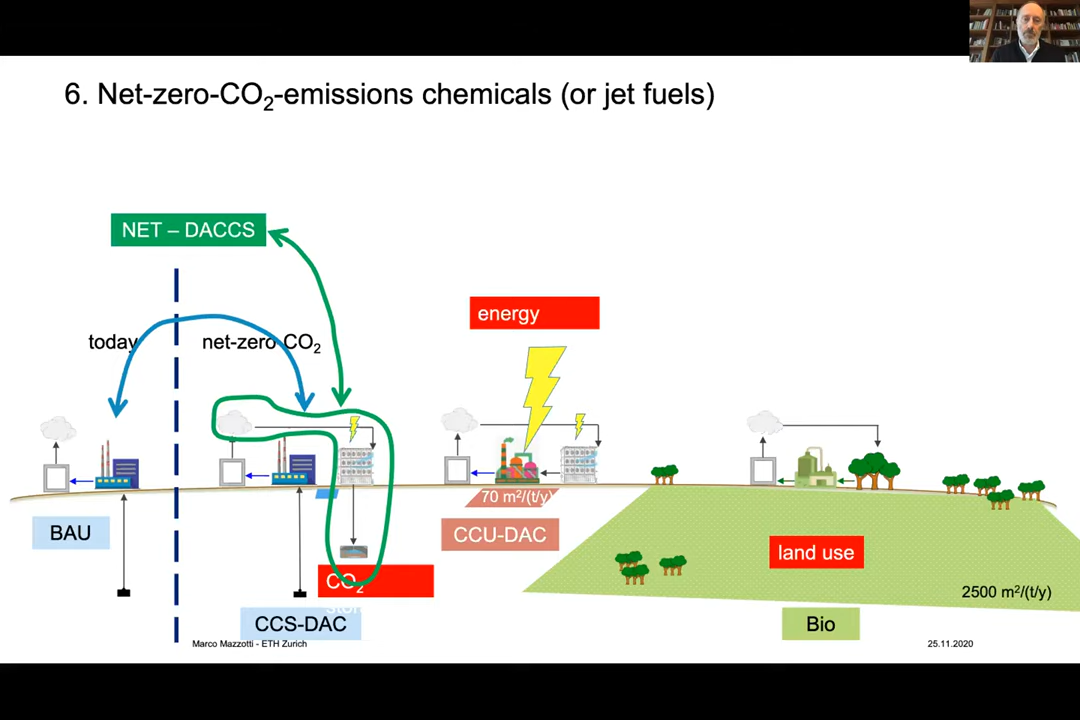 6. Net-zero-CO₂-emissions chemicals (or jet fuels)
NET – DACCS
energy
today
net-zero CO₂
70 m²/(t/y)
BAU
CCU-DAC
land use
CO₂
2500 m²/(t/y)
CCS-DAC
Bio
Marco Mazzotti - ETH Zurich
25.11.2020